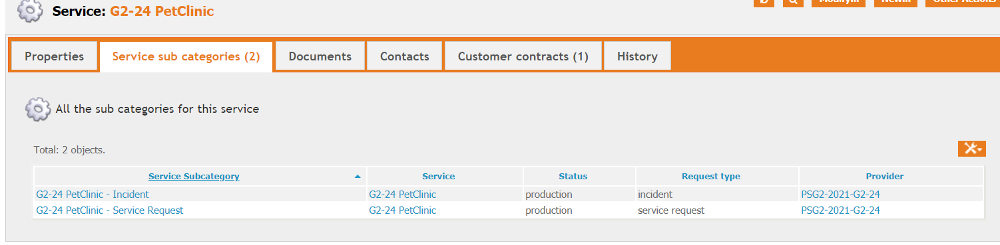 Service: G2-24 PetClinic
Modify... New... Other Actions
Properties Service sub categories (2) Documents Contacts Customer contracts (1) History
All the sub categories for this service
Total: 2 objects.
Service Subcategory Service Status Request type Provider
G2-24 PetClinic - Incident G2-24 PetClinic production incident PSG2-2021-G2-24
G2-24 PetClinic - Service Request G2-24 PetClinic production service request PSG2-2021-G2-24